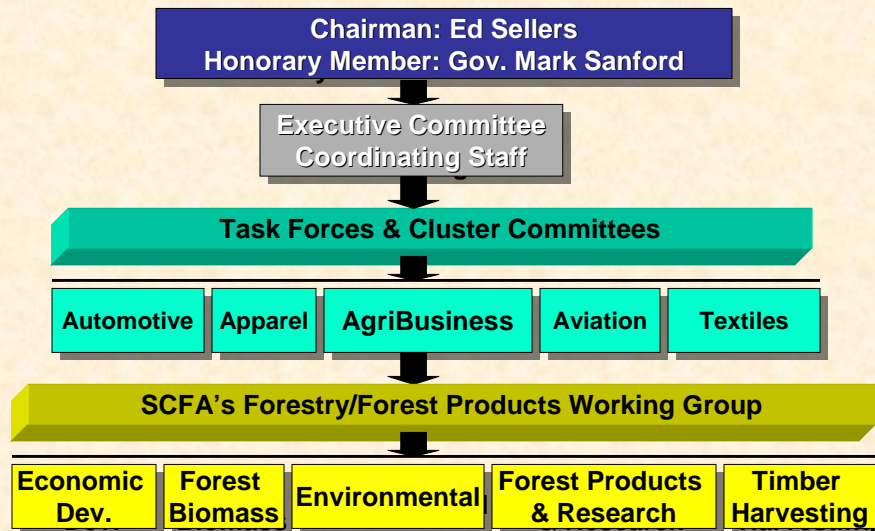 Chairman: Ed Sellers
Honorary Member: Gov. Mark Sanford
Executive Committee
Coordinating Staff
Task Forces & Cluster Committees
Automotive
Apparel
AgriBusiness
Aviation
Textiles
SCFA's Forestry/Forest Products Working Group
Economic
Dev.
Forest
Biomass
Environmental
Forest Products
& Research
Timber
Harvesting